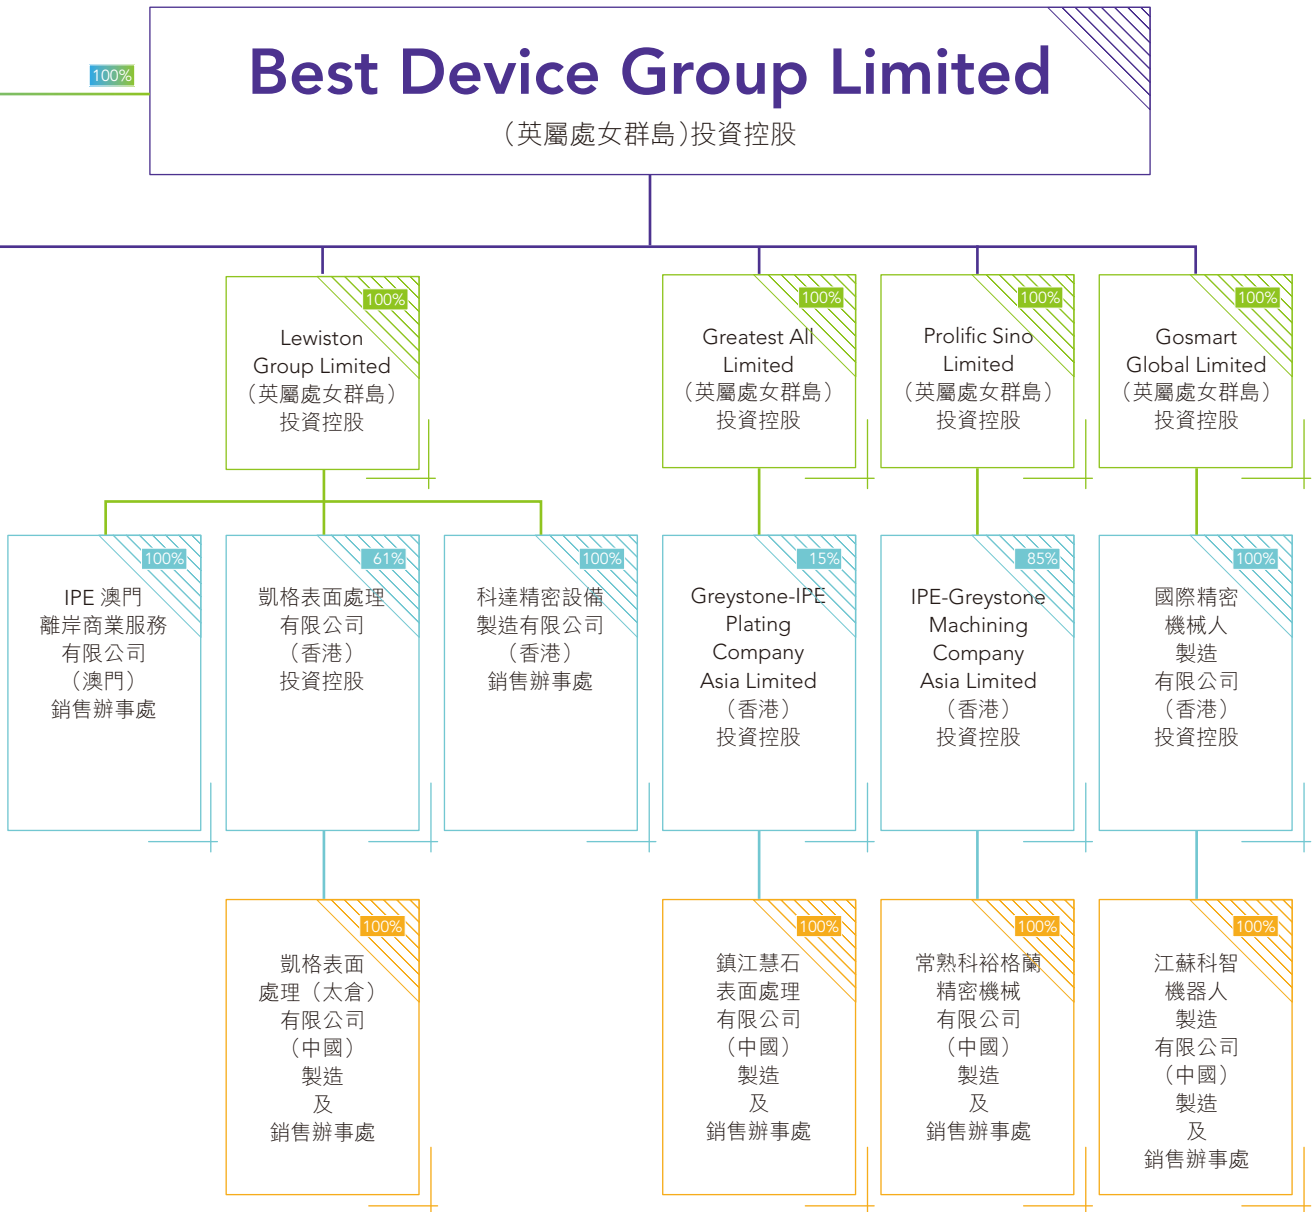 100%
Best Device Group Limited
（英屬處女群島）投資控股
100%
Lewiston
Group Limited
（英屬處女群島）
投資控股
100%
Greatest All
Limited
（英屬處女群島）
投資控股
100%
Prolific Sino
Limited
（英屬處女群島）
投資控股
100%
Gosmart
Global Limited
（英屬處女群島）
投資控股
100%
IPE 澳門
離岸商業服務
有限公司
（澳門）
銷售辦事處
61%
凱格表面處理
有限公司
（香港）
投資控股
100%
科達精密設備
製造有限公司
（香港）
銷售辦事處
15%
Greystone-IPE
Plating
Company
Asia Limited
（香港）
投資控股
85%
IPE-Greystone
Machining
Company
Asia Limited
（香港）
投資控股
100%
國際精密
機械人
製造
有限公司
（香港）
投資控股
100%
凱格表面
處理（太倉）
有限公司
（中國）
製造
及
銷售辦事處
100%
鎮江慧石
表面處理
有限公司
（中國）
製造
及
銷售辦事處
100%
常熟科裕格蘭
精密機械
有限公司
（中國）
製造
及
銷售辦事處
100%
江蘇科智
機器人
製造
有限公司
（中國）
製造
及
銷售辦事處